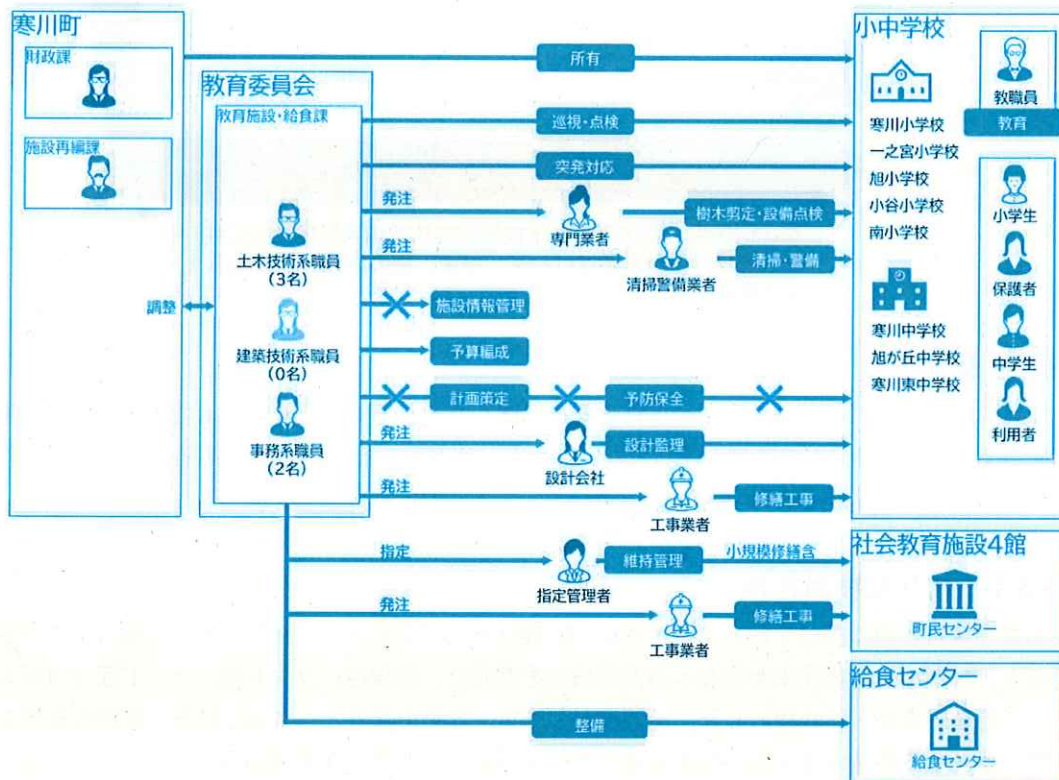 寒川町
財政課
施設再編課
調整
教育委員会
教育施設・給食課
土木技術系職員
(3名)
建築技術系職員
(0名)
事務系職員
(2名)
所有
巡視・点検
突発対応
発注
専門業者
樹木剪定・設備点検
発注
清掃警備業者
清掃・警備
施設情報管理
予算編成
計画策定
予防保全
発注
設計会社
設計監理
発注
工事業者
修繕工事
指定
指定管理者
維持管理
小規模修繕含
発注
工事業者
修繕工事
整備
小中学校
寒川小学校
一之宮小学校
旭小学校
小谷小学校
南小学校
寒川中学校
旭が丘中学校
寒川東中学校
教職員
教育
小学生
保護者
中学生
利用者
社会教育施設4館
町民センター
給食センター
給食センター